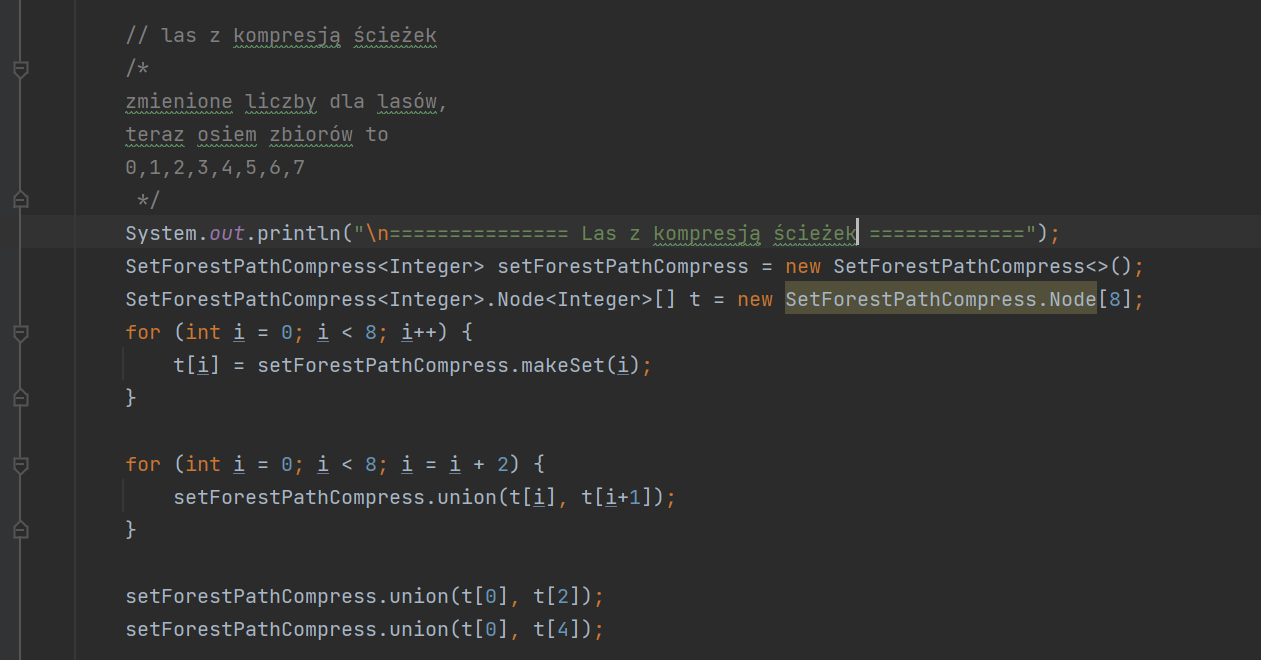 // las z kompresją ścieżek
/*
zmienione liczby dla lasów,
teraz osiem zbiorów to
0,1,2,3,4,5,6,7
*/
System.out.println("\n=============== Las z kompresją ścieżek =============");
SetForestPathCompress<Integer> setForestPathCompress = new SetForestPathCompress<>();
SetForestPathCompress<Integer>.Node<Integer>[] t = new SetForestPathCompress.Node[8];
for (int i = 0; i < 8; i++) {
t[i] = setForestPathCompress.makeSet(i);
}
for (int i = 0; i < 8; i = i + 2) {
setForestPathCompress.union(t[i], t[i+1]);
}
setForestPathCompress.union(t[0], t[2]);
setForestPathCompress.union(t[0], t[4]);